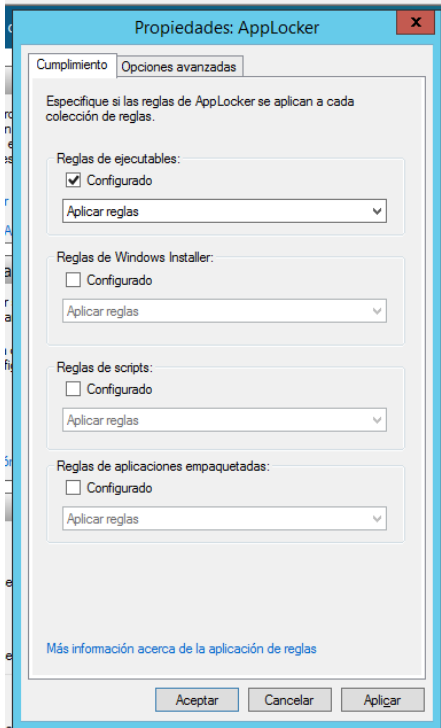 Propiedades: AppLocker
x
Cumplimiento
Opciones avanzadas
Especifique si las reglas de AppLocker se aplican a cada
colección de reglas.
Reglas de ejecutables:
Configurado
Aplicar reglas
Reglas de Windows Installer:
Configurado
Aplicar reglas
Reglas de scripts:
Configurado
Aplicar reglas
Reglas de aplicaciones empaquetadas:
Configurado
Aplicar reglas
Más información acerca de la aplicación de reglas
Aceptar
Cancelar
Aplicar